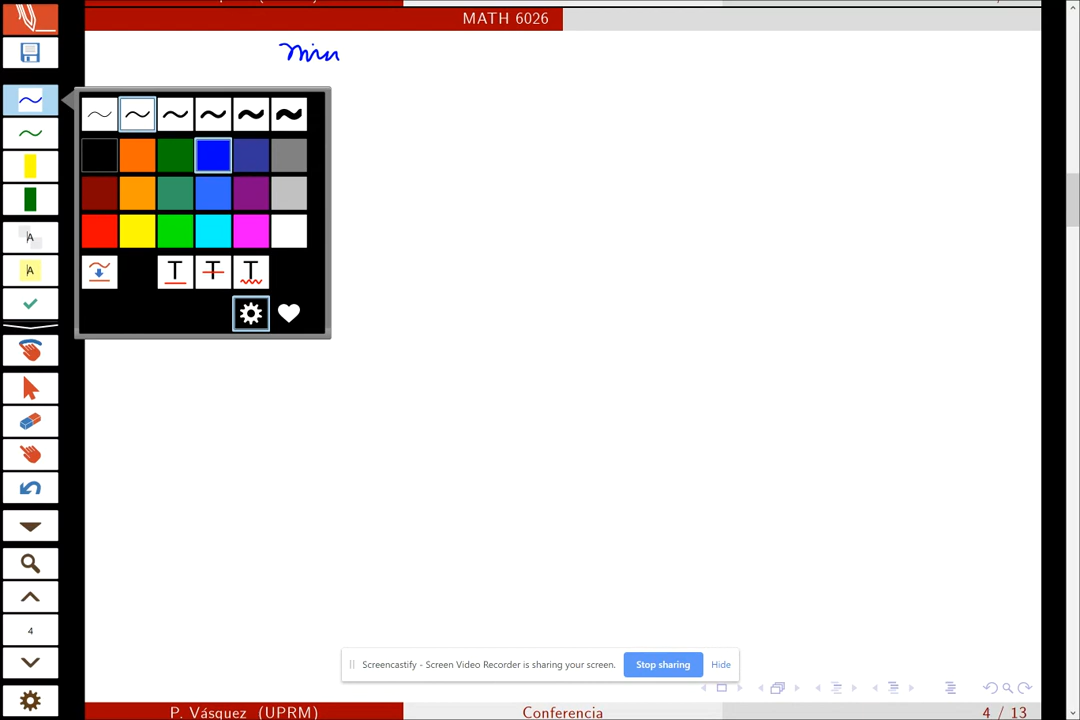 MATH 6026
min
A
A
T T T
4
Screencastify - Screen Video Recorder is sharing your screen. Stop sharing Hide
P. Vásquez (UPRM) Conferencia 4 / 13